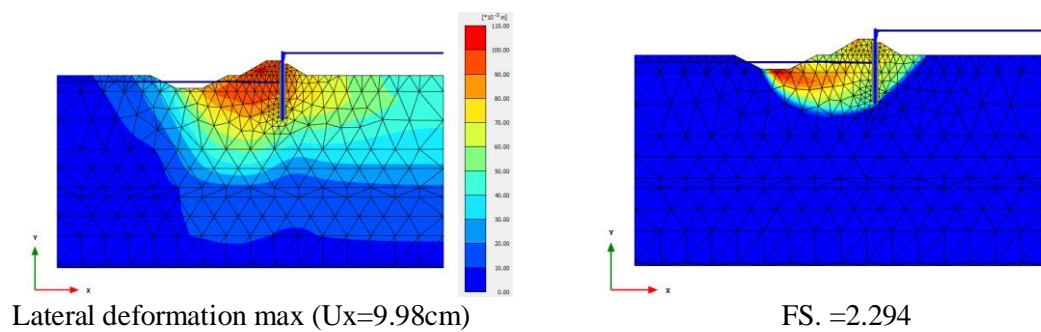 [*10⁻² m]
110.00
100.00
90.00
80.00
70.00
60.00
50.00
40.00
30.00
20.00
10.00
0.00
Y
X
Y
X
Lateral deformation max (Ux=9.98cm)
FS. =2.294